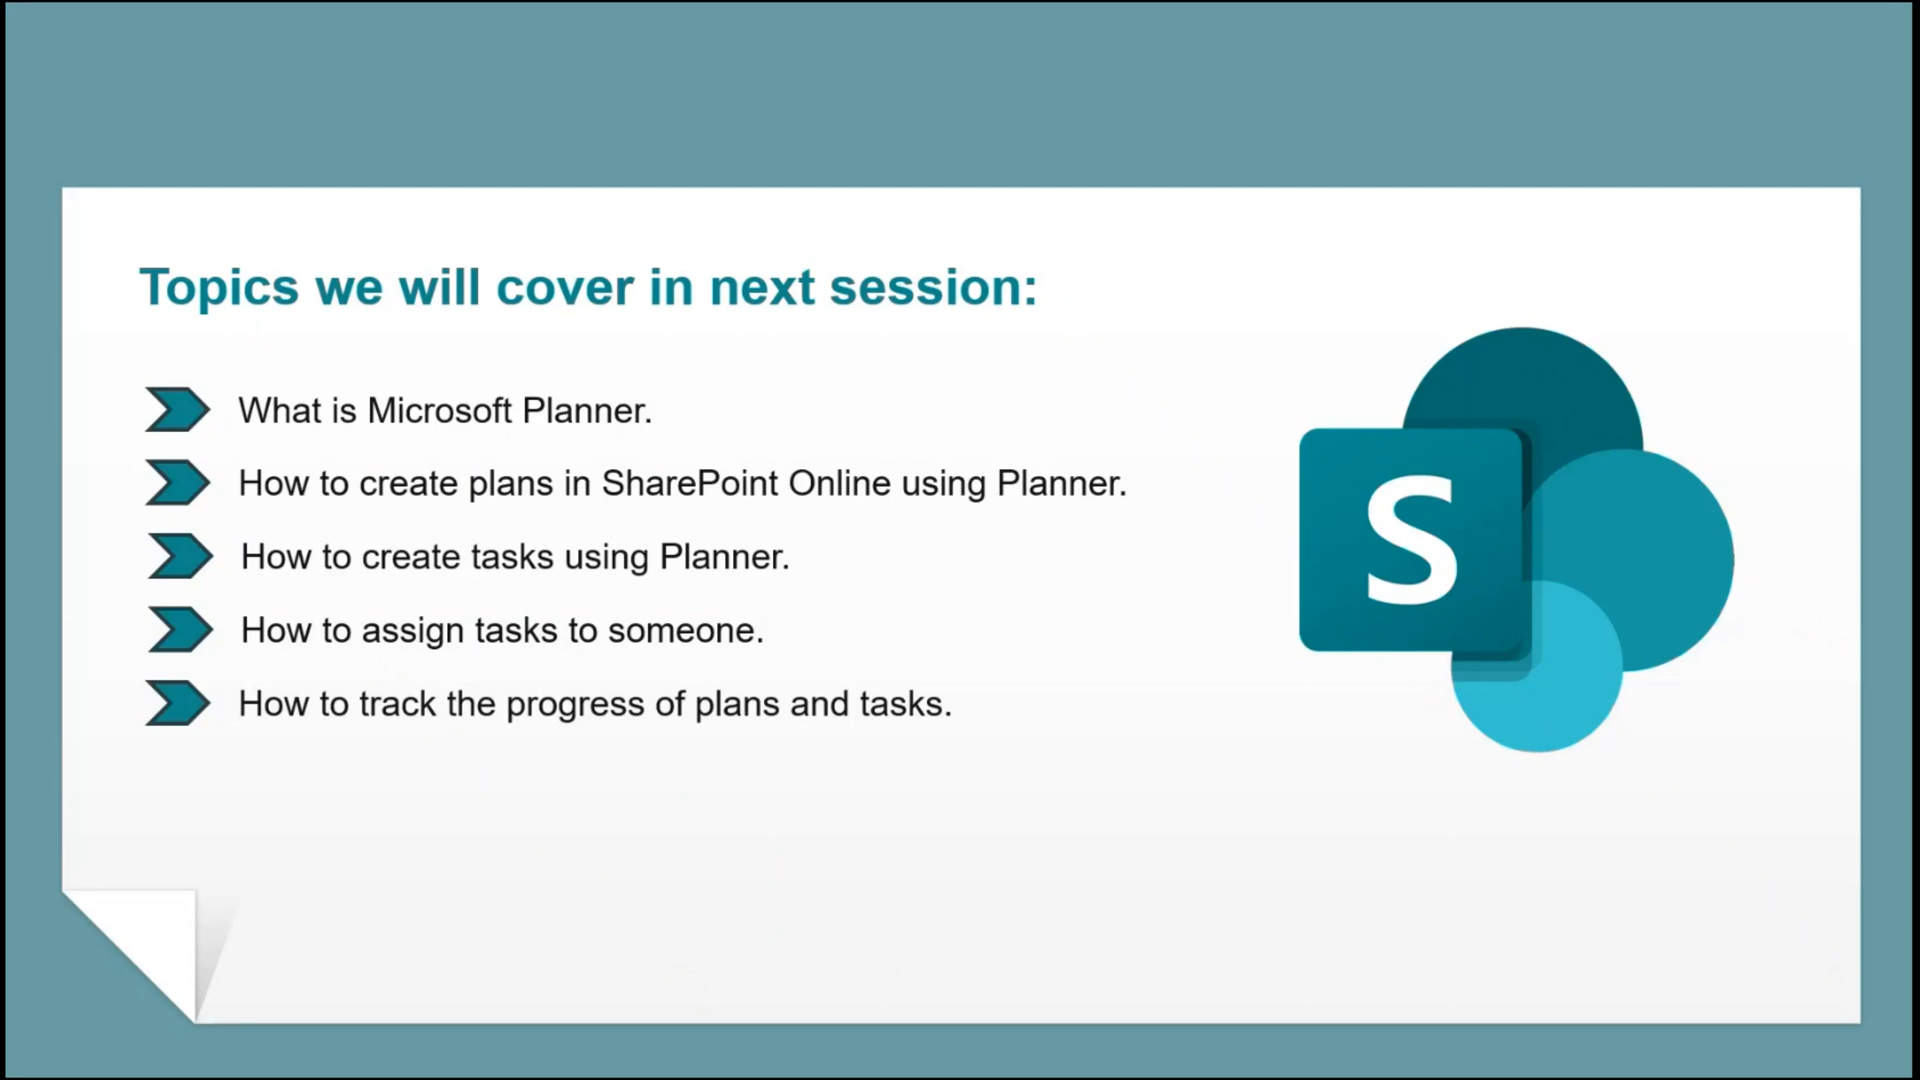 Topics we will cover in next session:
What is Microsoft Planner.
How to create plans in SharePoint Online using Planner.
How to create tasks using Planner.
How to assign tasks to someone.
How to track the progress of plans and tasks.
S